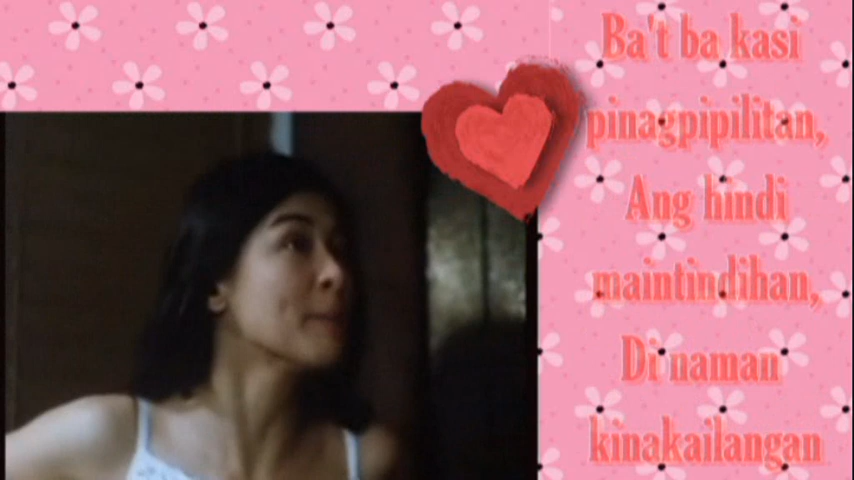 Ba't ba kasi
pinagpipilitan,
Ang hindi
maintindihan,
Di naman
kinakailangan